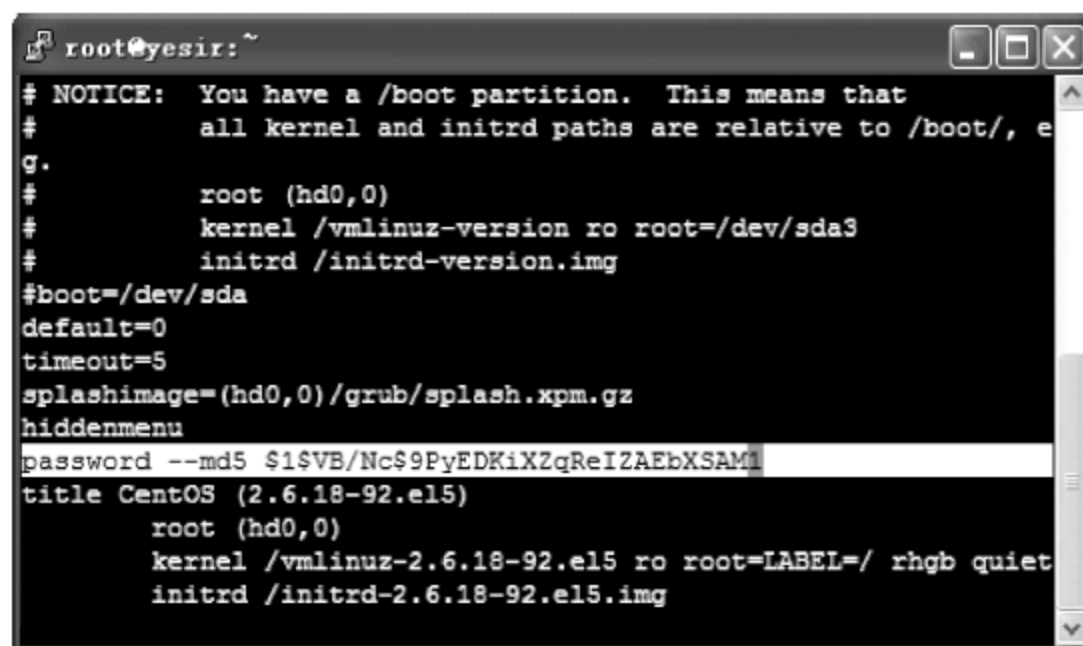 root@yesir:~
# NOTICE:  You have a /boot partition.  This means that
#          all kernel and initrd paths are relative to /boot/, e
g.
#          root (hd0,0)
#          kernel /vmlinuz-version ro root=/dev/sda3
#          initrd /initrd-version.img
#boot=/dev/sda
default=0
timeout=5
splashimage=(hd0,0)/grub/splash.xpm.gz
hiddenmenu
password --md5 $1$VB/Nc$9PyEDKiXZqReIZAEbXSAM1
title CentOS (2.6.18-92.el5)
        root (hd0,0)
        kernel /vmlinuz-2.6.18-92.el5 ro root=LABEL=/ rhgb quiet
        initrd /initrd-2.6.18-92.el5.img